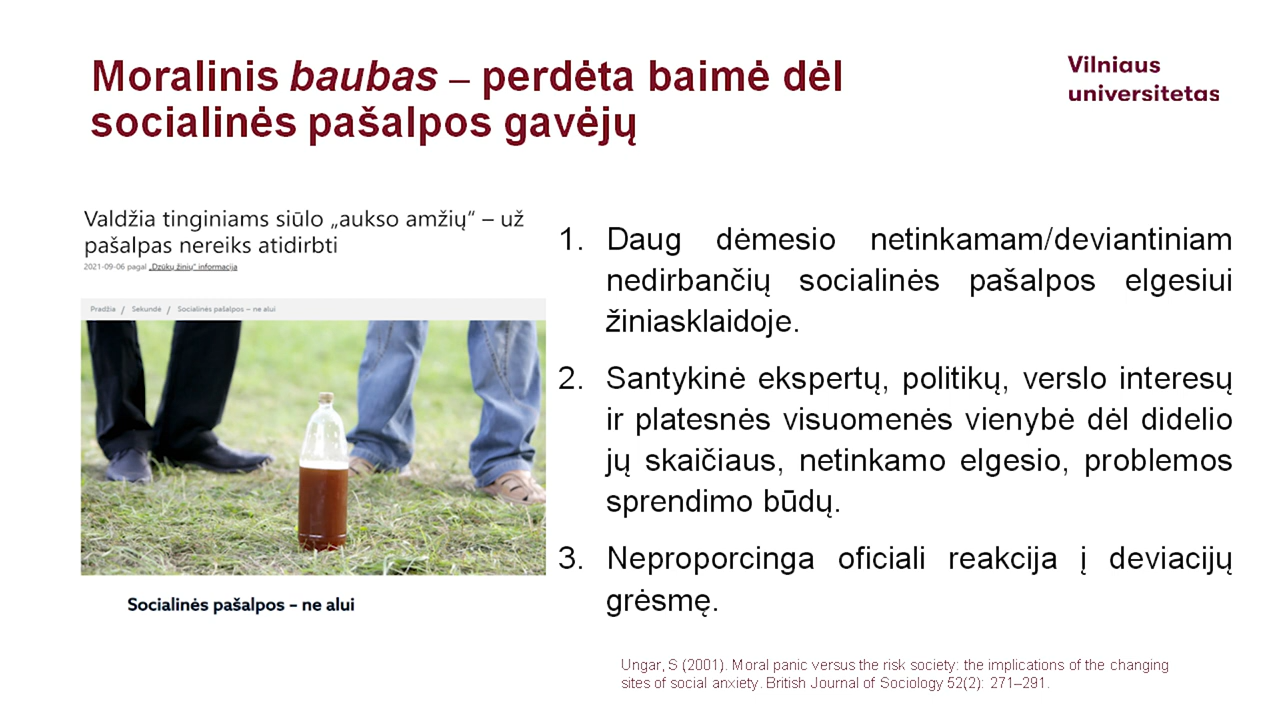 Moralinis baubas – perdėta baimė dėl
socialinės pašalpos gavėjų
Vilniaus
universitetas
Valdžia tinginiams siūlo „aukso amžių“ – už
pašalpas nereiks atidirbti
2021-09-06 pagal „Dzūkų žinių“ informacija
Pradžia / Sekundė / Socialinės pašalpos – ne alui
Socialinės pašalpos – ne alui
1. Daug dėmesio netinkamam/deviantiniam
nedirbančių socialinės pašalpos elgesiui
žiniasklaidoje.
2. Santykinė ekspertų, politikų, verslo interesų
ir platesnės visuomenės vienybė dėl didelio
jų skaičiaus, netinkamo elgesio, problemos
sprendimo būdų.
3. Neproporcinga oficiali reakcija į deviacijų
grėsmę.
Ungar, S (2001). Moral panic versus the risk society: the implications of the changing
sites of social anxiety. British Journal of Sociology 52(2): 271–291.